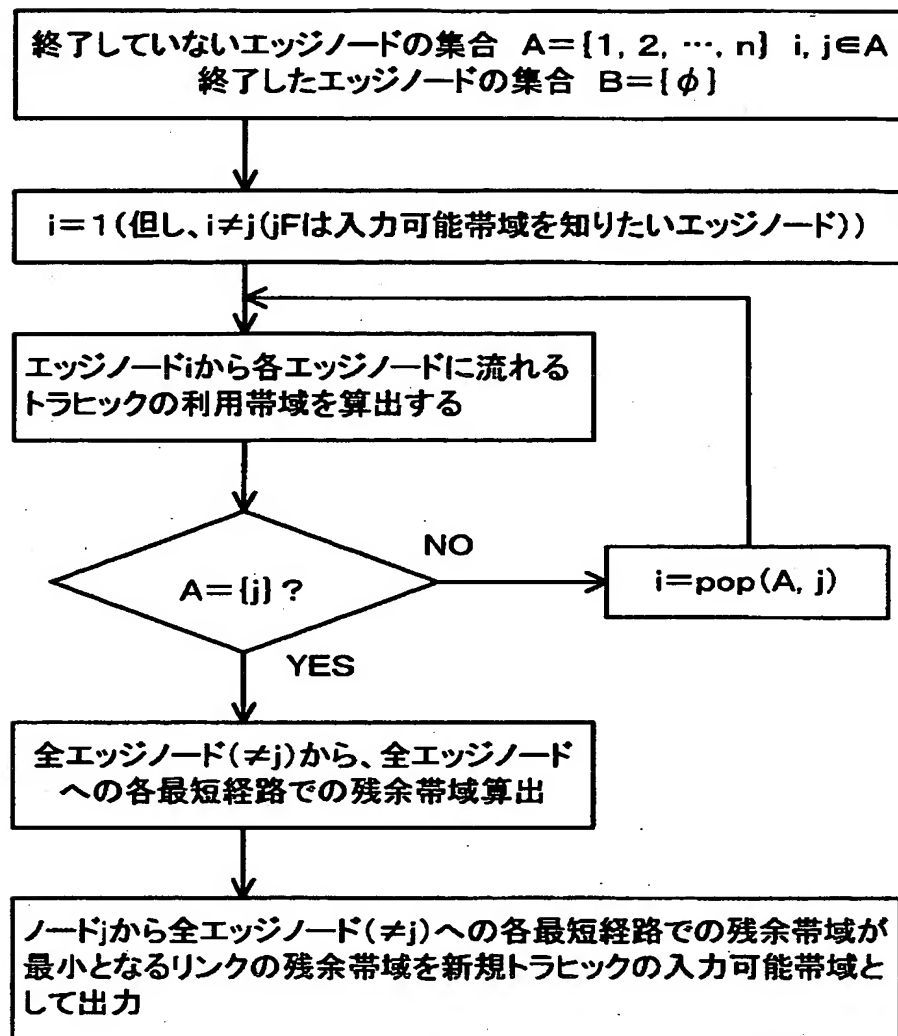 終了していないエッジノードの集合 A={1, 2, …, n} i, j∈A
終了したエッジノードの集合 B={φ}
i=1(但し、i≠j(jFは入力可能帯域を知りたいエッジノード))
エッジノードiから各エッジノードに流れる
トラヒックの利用帯域を算出する
A={j}?
NO
i=pop(A, j)
YES
全エッジノード(≠j)から、全エッジノード
への各最短経路での残余帯域算出
ノードjから全エッジノード(≠j)への各最短経路での残余帯域が
最小となるリンクの残余帯域を新規トラヒックの入力可能帯域と
して出力